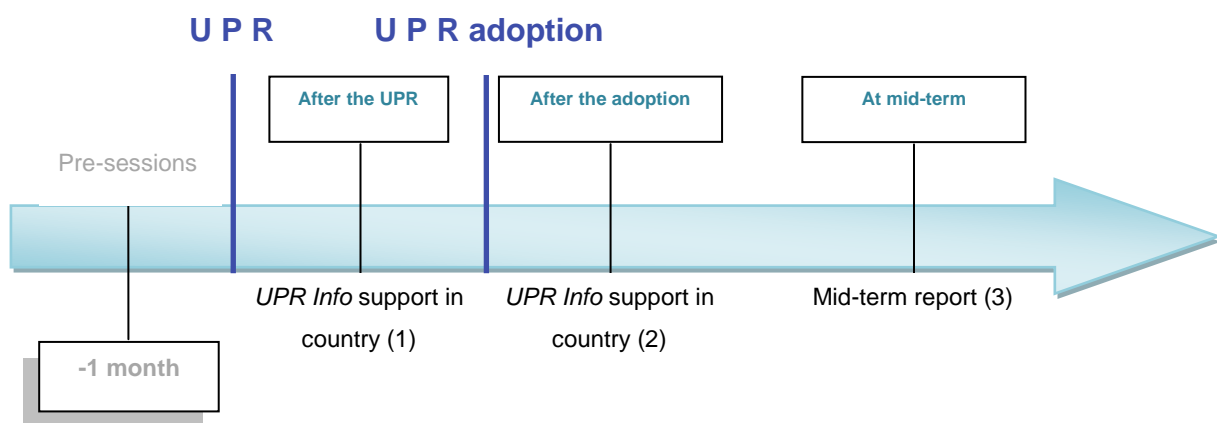 U P R
U P R adoption
After the UPR
After the adoption
At mid-term
Pre-sessions
UPR Info support in
country (1)
UPR Info support in
country (2)
Mid-term report (3)
-1 month